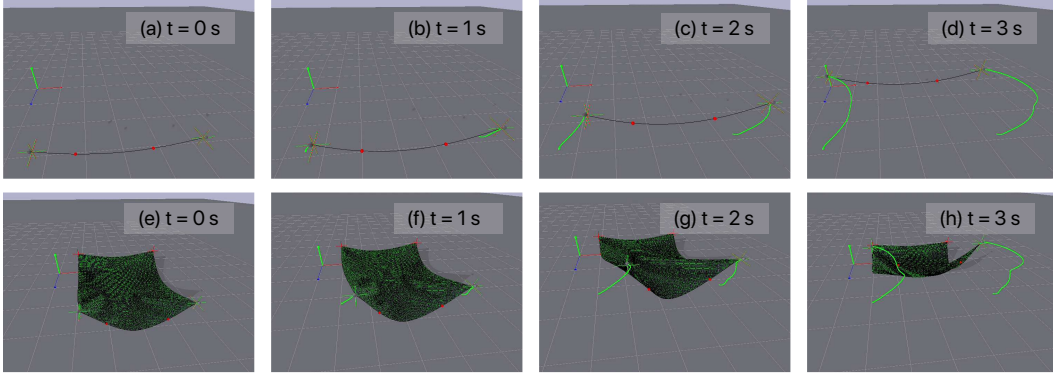 (a) t = 0 s
(b) t = 1 s
(c) t = 2 s
(d) t = 3 s
(e) t = 0 s
(f) t = 1 s
(g) t = 2 s
(h) t = 3 s